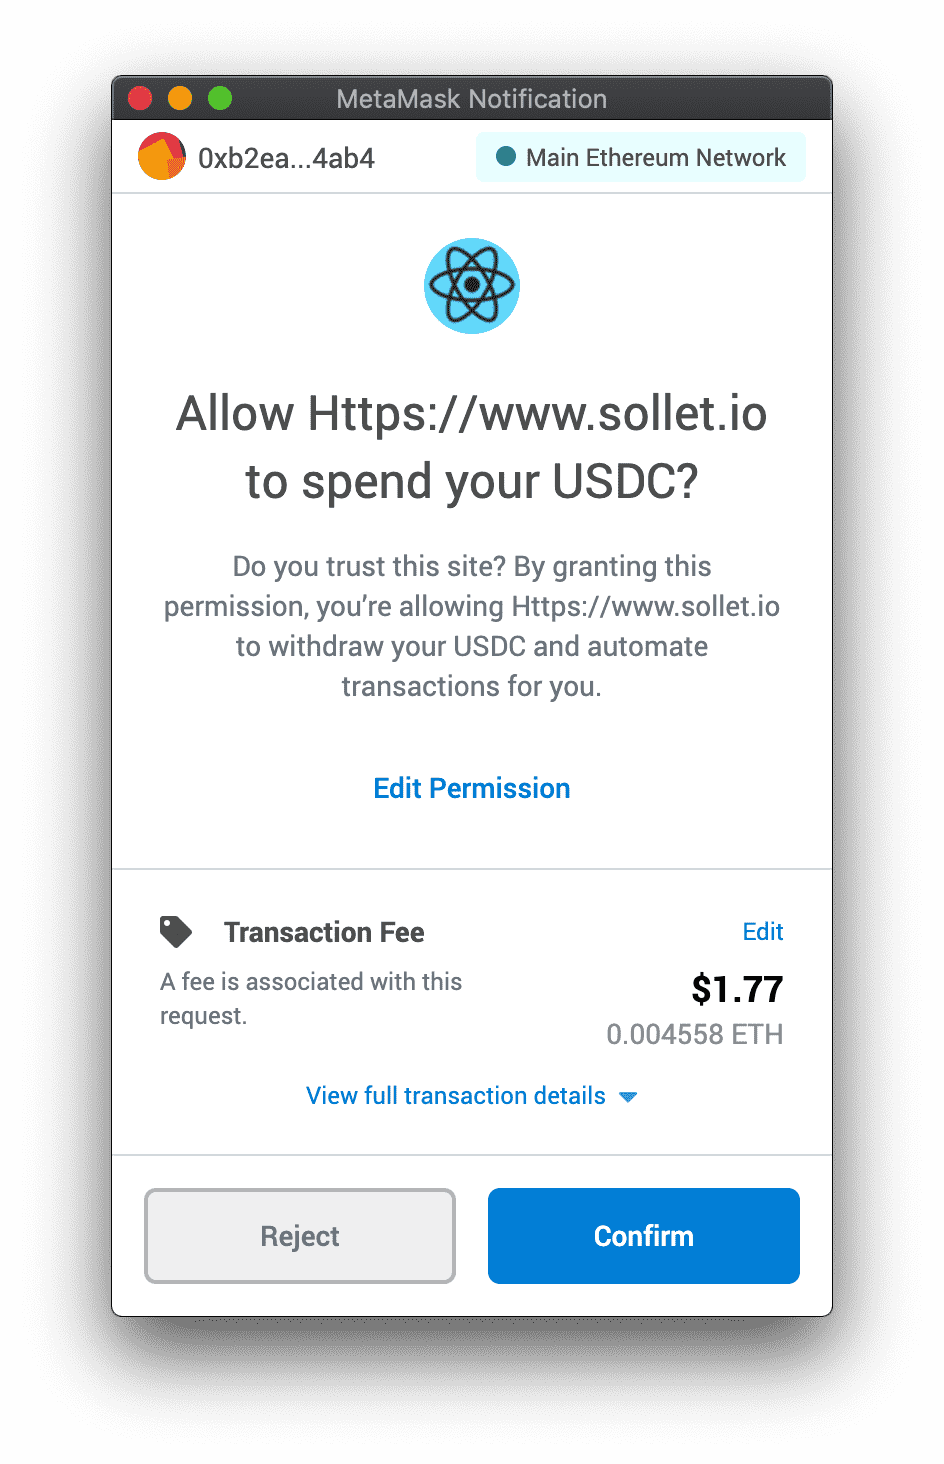 MetaMask Notification
0xb2ea...4ab4
Main Ethereum Network
Allow Https://www.sollet.io
to spend your USDC?
Do you trust this site? By granting this
permission, you’re allowing Https://www.sollet.io
to withdraw your USDC and automate
transactions for you.
Edit Permission
Transaction Fee
Edit
A fee is associated with this
request.
$1.77
0.004558 ETH
View full transaction details
Reject
Confirm